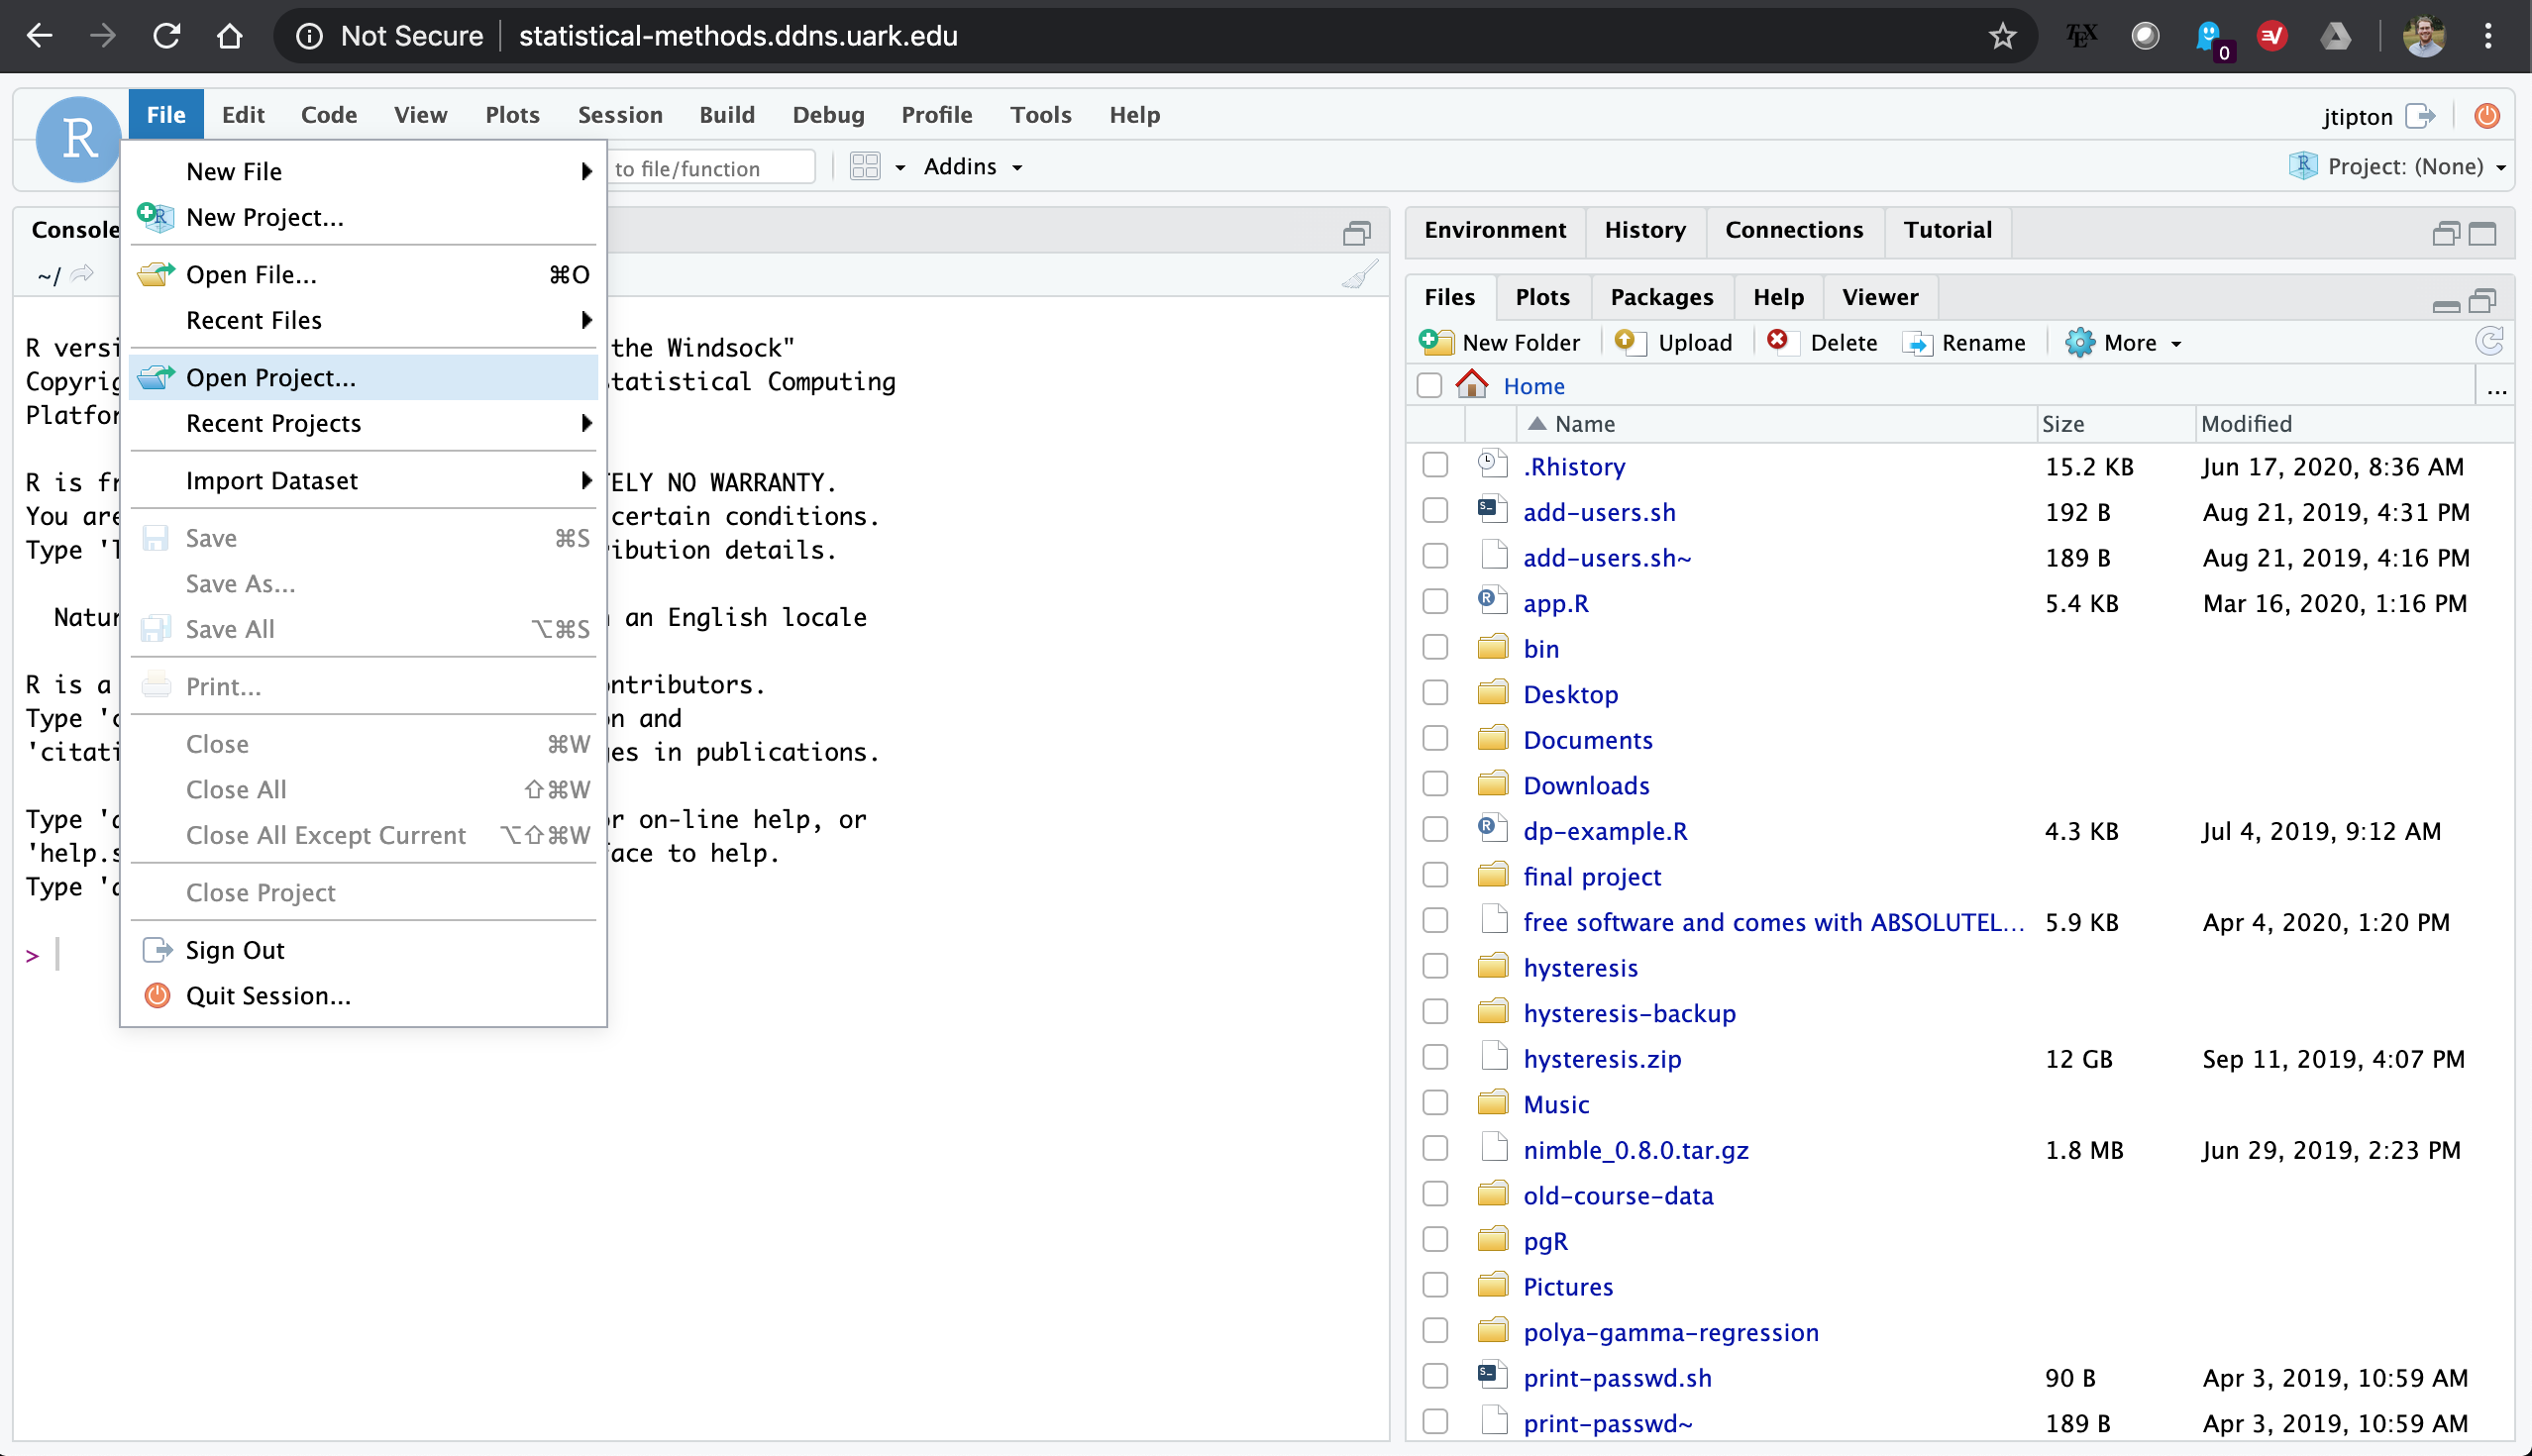 Not Secure statistical-methods.ddns.uark.edu
TEX
0
R
File Edit Code View Plots Session Build Debug Profile Tools Help
jtipton
to file/function Addins
Project: (None)
New File
New Project...
Open File... ⌘O
Recent Files
Open Project...
Recent Projects
Import Dataset
Save ⌘S
Save As...
Save All ⌥⌘S
Print...
Close ⌘W
Close All ⇧⌘W
Close All Except Current ⌥⇧⌘W
Close Project
Sign Out
Quit Session...
Console
~/
R versi the Windsock"
Copyrig tatistical Computing
Platfor
R is fr TELY NO WARRANTY.
You are certain conditions.
Type 'l ibution details.
Natur an English locale
R is a ontributors.
Type 'c n and
'citati es in publications.
Type 'd r on-line help, or
'help.s ace to help.
Type 'q
>
Environment History Connections Tutorial
Files Plots Packages Help Viewer
New Folder Upload Delete Rename More
Home ...
Name Size Modified
.Rhistory 15.2 KB Jun 17, 2020, 8:36 AM
add-users.sh 192 B Aug 21, 2019, 4:31 PM
add-users.sh~ 189 B Aug 21, 2019, 4:16 PM
app.R 5.4 KB Mar 16, 2020, 1:16 PM
bin
Desktop
Documents
Downloads
dp-example.R 4.3 KB Jul 4, 2019, 9:12 AM
final project
free software and comes with ABSOLUTEL... 5.9 KB Apr 4, 2020, 1:20 PM
hysteresis
hysteresis-backup
hysteresis.zip 12 GB Sep 11, 2019, 4:07 PM
Music
nimble_0.8.0.tar.gz 1.8 MB Jun 29, 2019, 2:23 PM
old-course-data
pgR
Pictures
polya-gamma-regression
print-passwd.sh 90 B Apr 3, 2019, 10:59 AM
print-passwd~ 189 B Apr 3, 2019, 10:59 AM